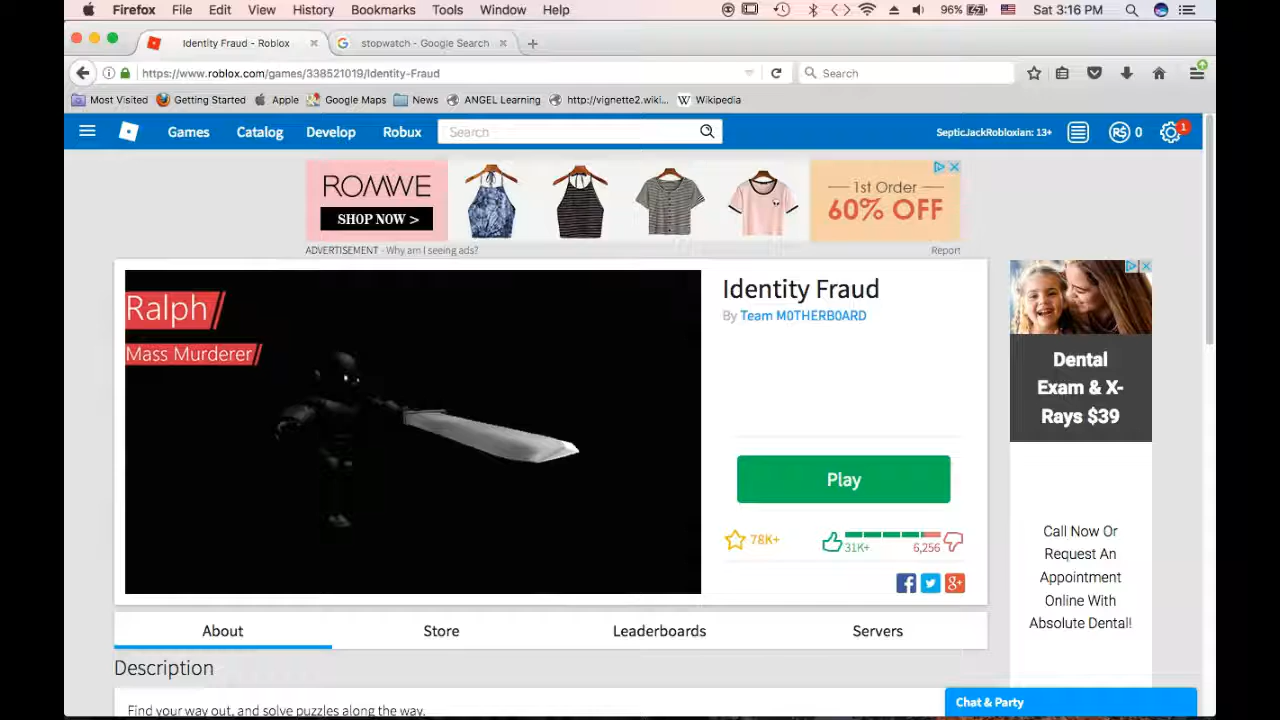 Firefox File Edit View History Bookmarks Tools Window Help 96% Sat 3:16 PM
Identity Fraud - Roblox stopwatch - Google Search
https://www.roblox.com/games/338521019/Identity-Fraud Search
Most Visited Getting Started Apple Google Maps News ANGEL Learning http://vignette2.wiki... Wikipedia
Games Catalog Develop Robux Search SepticJackRobloxian: 13+ R$ 0 1
ROMWE
SHOP NOW >
1st Order
60% OFF
ADVERTISEMENT - Why am I seeing ads? Report
Ralph
Mass Murderer
Identity Fraud
By Team M0THERB0ARD
Play
78K+ 31K+ 6,256
About Store Leaderboards Servers
Description
Find your way out, and solve puzzles along the way.
Dental
Exam & X-
Rays $39
Call Now Or
Request An
Appointment
Online With
Absolute Dental!
Chat & Party